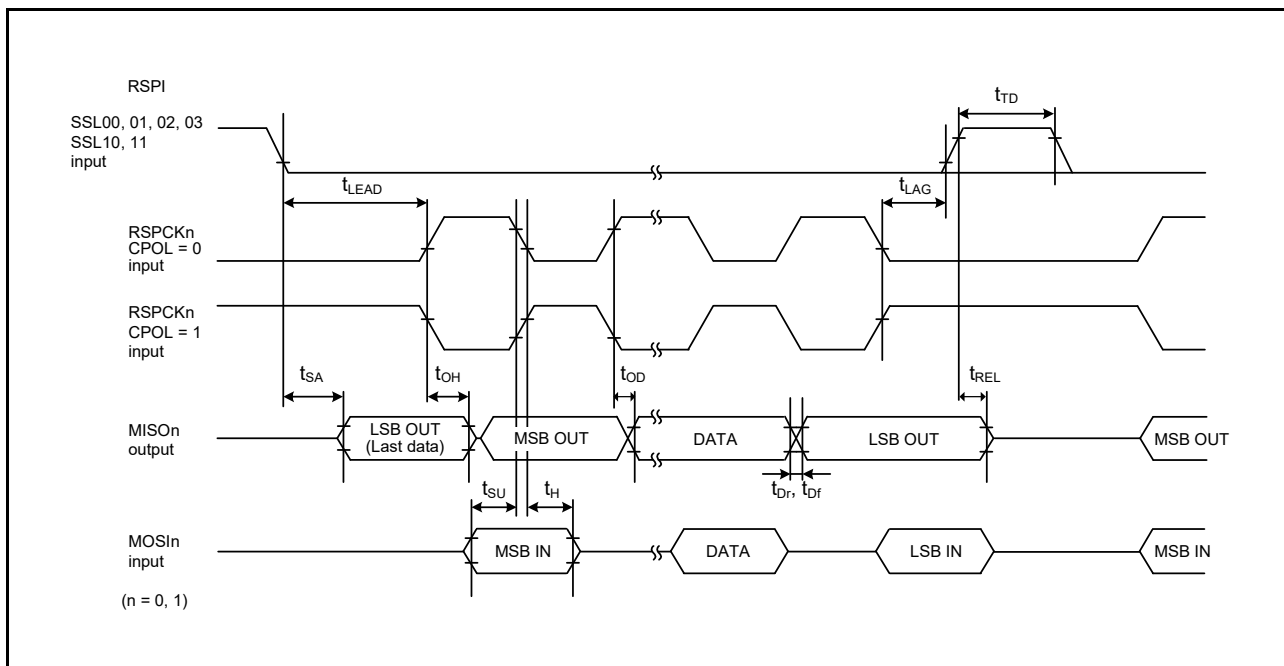 RSPI
SSL00, 01, 02, 03
SSL10, 11
input
tTD
tLEAD
tLAG
RSPCKn
CPOL = 0
input
RSPCKn
CPOL = 1
input
tSA
tOH
tOD
tREL
MISOn
output
LSB OUT
(Last data)
MSB OUT
DATA
LSB OUT
MSB OUT
tSU
tH
tDr, tDf
MOSIn
input
MSB IN
DATA
LSB IN
MSB IN
(n = 0, 1)